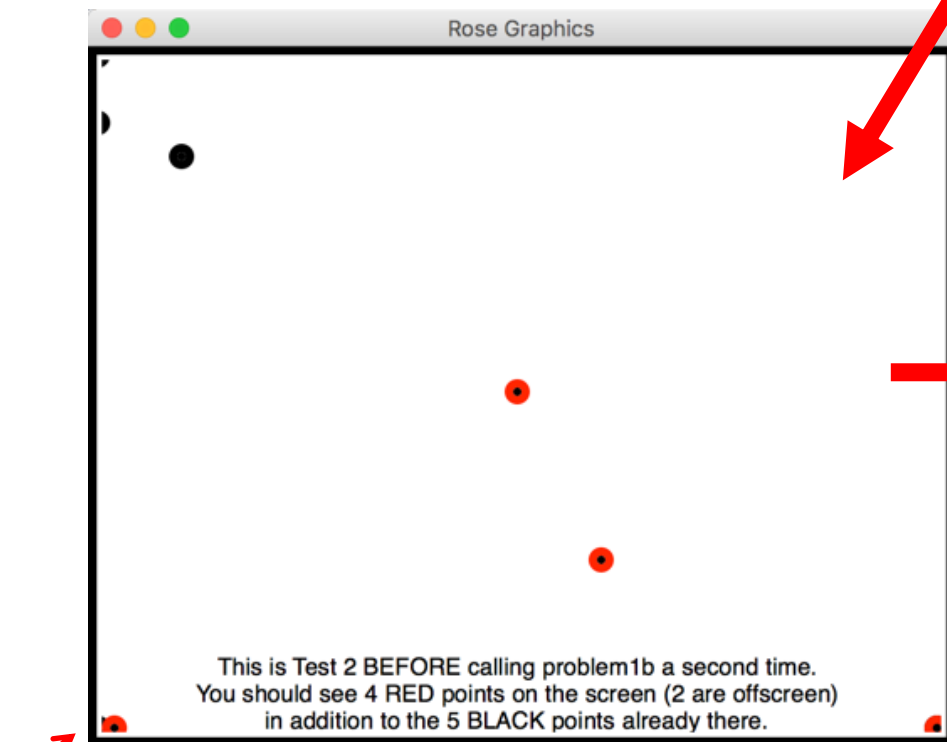 Rose Graphics
This is Test 2 BEFORE calling problem1b a second time.
You should see 4 RED points on the screen (2 are offscreen)
in addition to the 5 BLACK points already there.